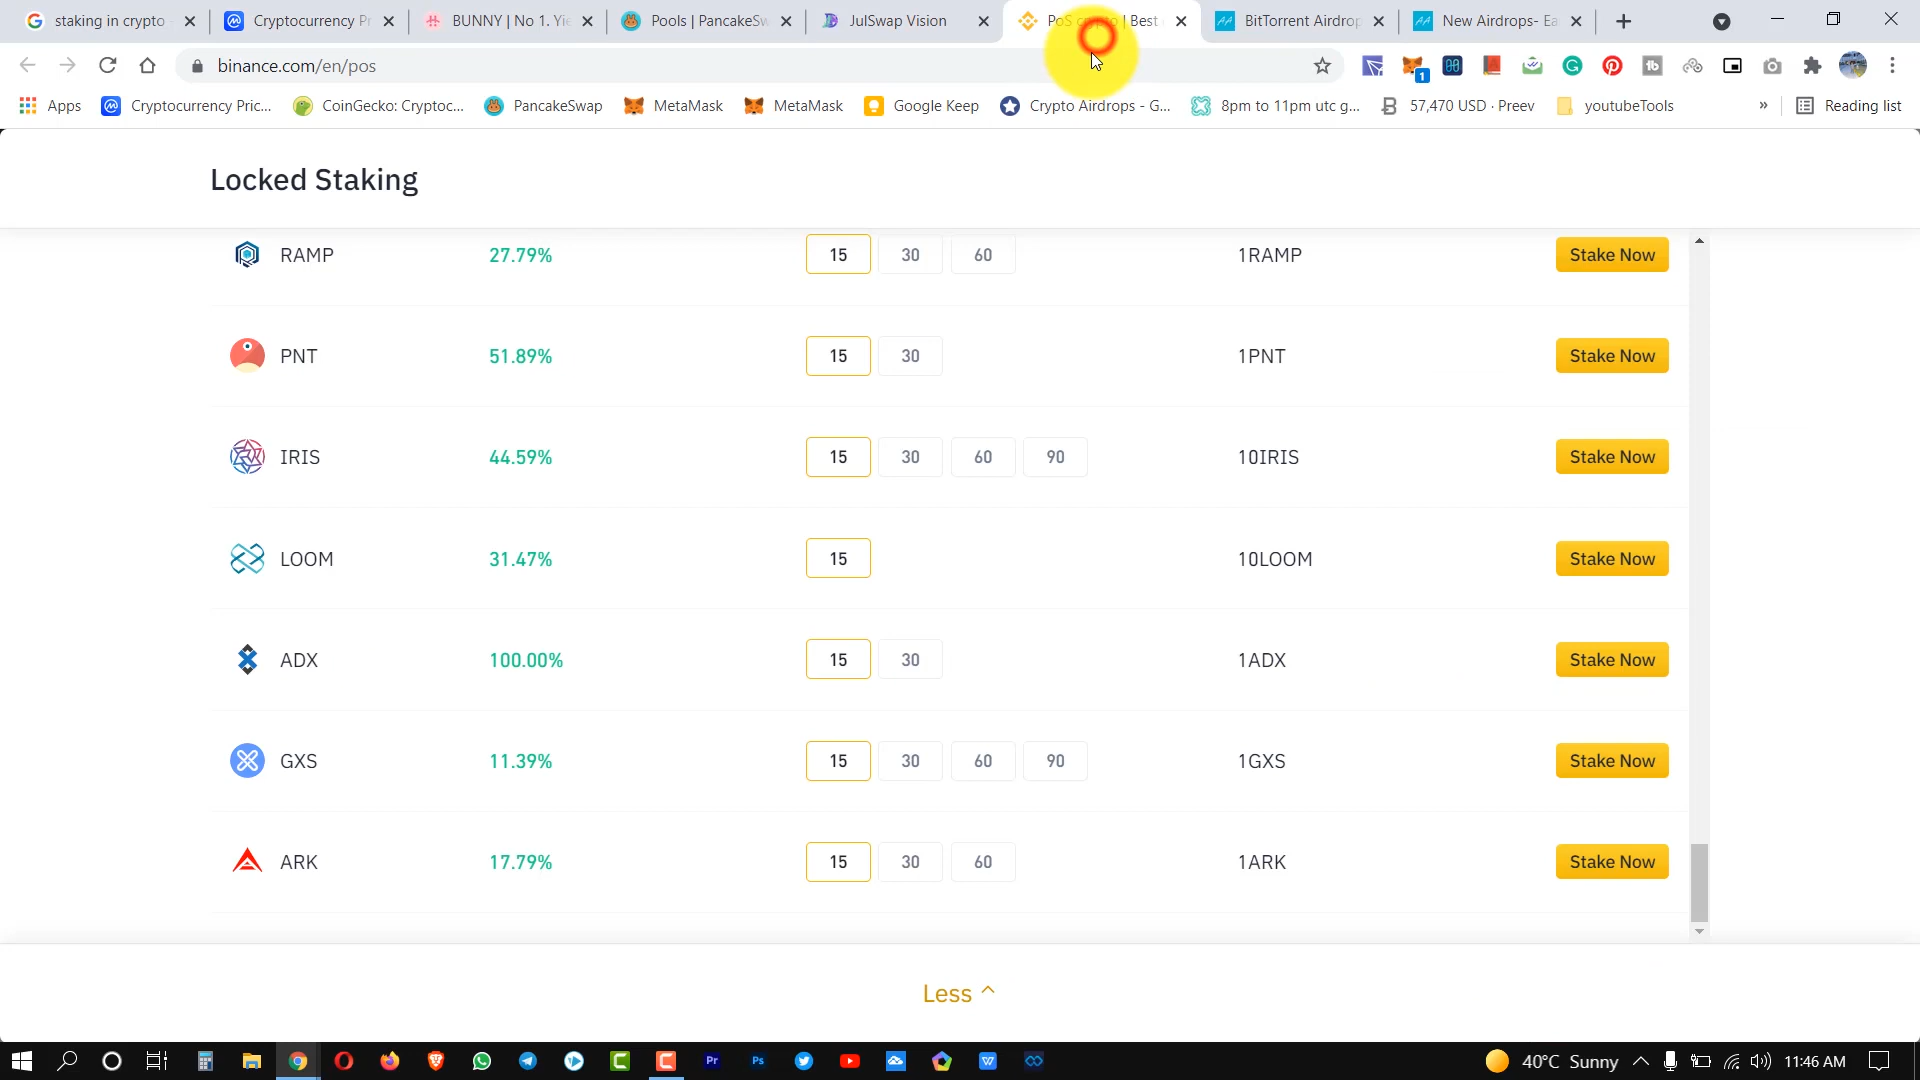 staking in crypto
Cryptocurrency Pr
BUNNY | No 1. Yie
Pools | PancakeSw
JulSwap Vision
PoS crypto | Best
BitTorrent Airdrop
New Airdrops- Ea
binance.com/en/pos
1
Apps
Cryptocurrency Pric...
CoinGecko: Cryptoc...
PancakeSwap
MetaMask
MetaMask
Google Keep
Crypto Airdrops - G...
8pm to 11pm utc g...
57,470 USD · Preev
youtubeTools
»
Reading list
Locked Staking
RAMP 27.79% 15 30 60 1RAMP Stake Now
PNT 51.89% 15 30 1PNT Stake Now
IRIS 44.59% 15 30 60 90 10IRIS Stake Now
LOOM 31.47% 15 10LOOM Stake Now
ADX 100.00% 15 30 1ADX Stake Now
GXS 11.39% 15 30 60 90 1GXS Stake Now
ARK 17.79% 15 30 60 1ARK Stake Now
Less
Pr
Ps
40°C Sunny
11:46 AM